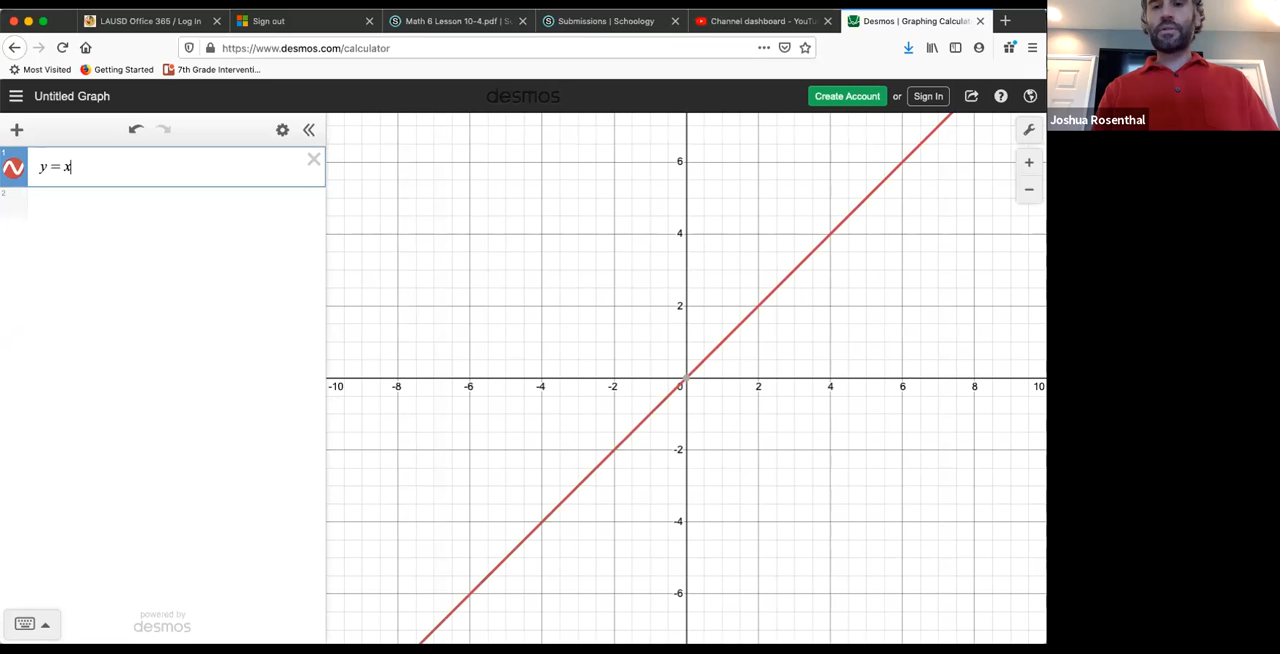 LAUSD Office 365 / Log in
Sign out
Math 6 Lesson 10-4.pdf | Sc
Submissions | Schoology
Channel dashboard - YouTu
Desmos | Graphing Calculat
https://www.desmos.com/calculator
Most Visited
Getting Started
7th Grade Interventi...
Untitled Graph
desmos
Create Account
or
Sign In
Joshua Rosenthal
1
y = x
2
6
4
2
-10
-8
-6
-4
-2
0
2
4
6
8
10
-2
-4
-6
powered by
desmos